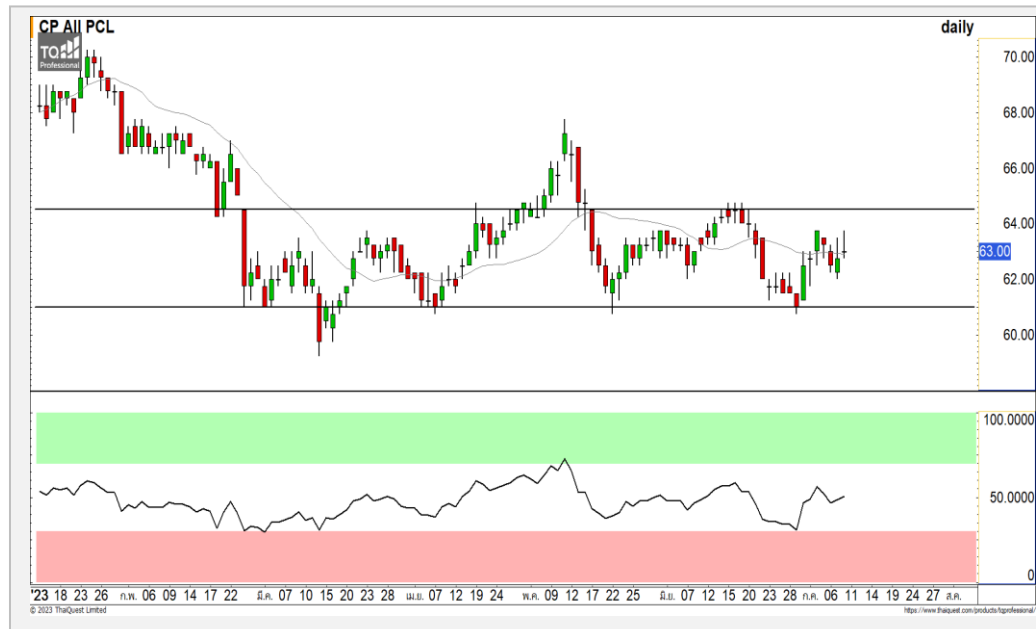 CP All PCL
daily
TQ
Professional
70.00
68.00
66.00
64.00
63.00
62.00
60.00
100.0000
50.0000
0
'23 18 23 26 ก.พ. 06 09 14 17 22 มี.ค. 07 10 15 20 23 28 เม.ย. 07 12 19 24 27 พ.ค. 09 12 17 22 25 มิ.ย. 07 12 15 20 23 28 ก.ค. 06 11 14 19 24 27 ส.ค.
© 2023 ThaiQuest Limited
https://www.thaiquest.com/products/tqprofessional/